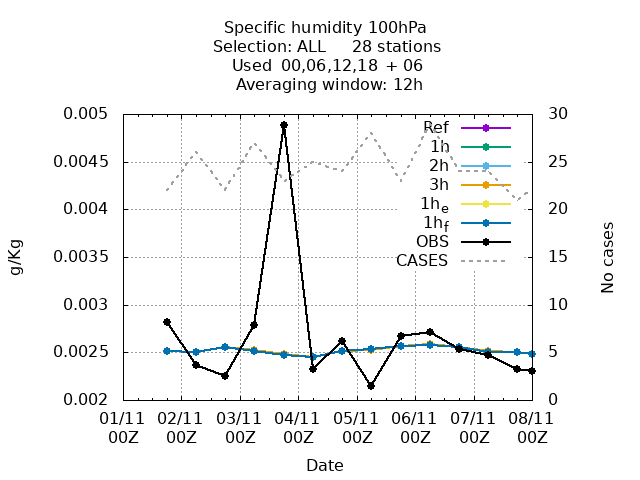 Specific humidity 100hPa
Selection: ALL 28 stations
Used 00,06,12,18 + 06
Averaging window: 12h
g/Kg
0.005
0.0045
0.004
0.0035
0.003
0.0025
0.002
Ref
1h
2h
3h
1h_e
1h_f
OBS
CASES
30
25
20
15
10
5
0
No cases
01/11 02/11 03/11 04/11 05/11 06/11 07/11 08/11
00Z 00Z 00Z 00Z 00Z 00Z 00Z 00Z
Date